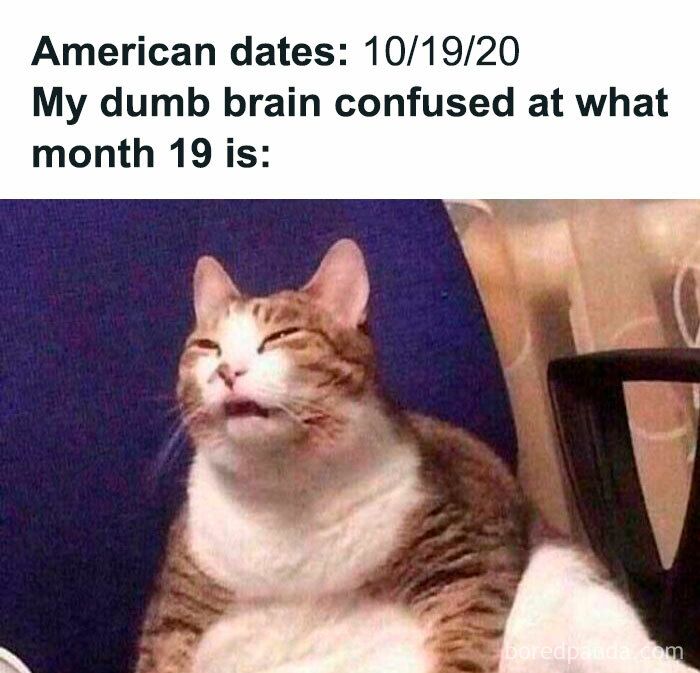 American dates: 10/19/20
My dumb brain confused at what
month 19 is:
boredpanda.com